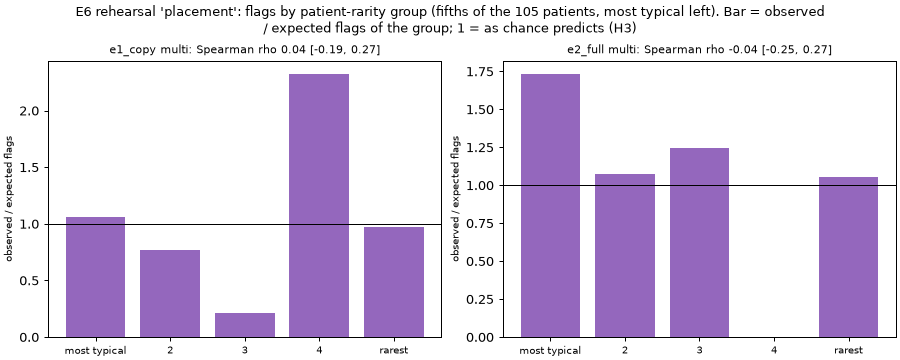 E6 rehearsal 'placement': flags by patient-rarity group (fifths of the 105 patients, most typical left). Bar = observed
/ expected flags of the group; 1 = as chance predicts (H3)
e1_copy multi: Spearman rho 0.04 [-0.19, 0.27]
observed / expected flags
2.0
1.5
1.0
0.5
0.0
most typical
2
3
4
rarest
e2_full multi: Spearman rho -0.04 [-0.25, 0.27]
observed / expected flags
1.75
1.50
1.25
1.00
0.75
0.50
0.25
0.00
most typical
2
3
4
rarest